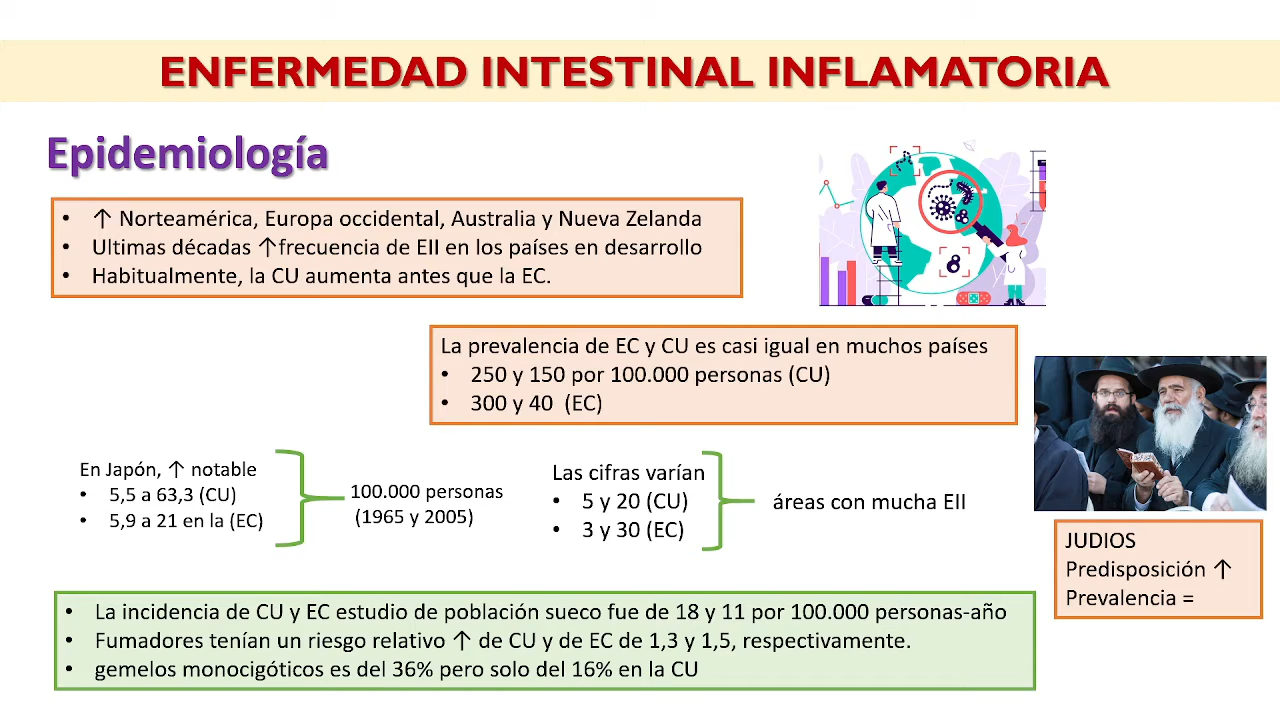 ENFERMEDAD INTESTINAL INFLAMATORIA
Epidemiología
• ↑ Norteamérica, Europa occidental, Australia y Nueva Zelanda
• Ultimas décadas ↑frecuencia de EII en los países en desarrollo
• Habitualmente, la CU aumenta antes que la EC.
La prevalencia de EC y CU es casi igual en muchos países
• 250 y 150 por 100.000 personas (CU)
• 300 y 40 (EC)
En Japón, ↑ notable
• 5,5 a 63,3 (CU)
• 5,9 a 21 en la (EC)
100.000 personas
(1965 y 2005)
Las cifras varían
• 5 y 20 (CU)
• 3 y 30 (EC)
áreas con mucha EII
JUDIOS
Predisposición ↑
Prevalencia =
• La incidencia de CU y EC estudio de población sueco fue de 18 y 11 por 100.000 personas-año
• Fumadores tenían un riesgo relativo ↑ de CU y de EC de 1,3 y 1,5, respectivamente.
• gemelos monocigóticos es del 36% pero solo del 16% en la CU